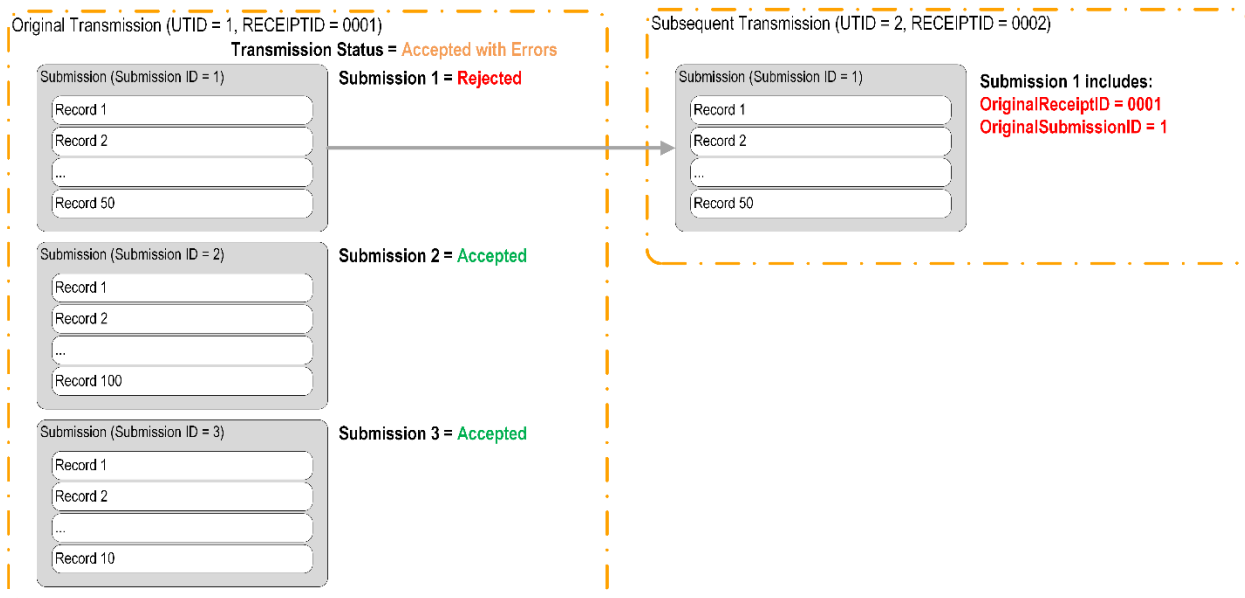 Original Transmission (UTID = 1, RECEIPTID = 0001)
Transmission Status = Accepted with Errors
Submission (Submission ID = 1)
Submission 1 = Rejected
Record 1
Record 2
...
Record 50
Submission (Submission ID = 2)
Submission 2 = Accepted
Record 1
Record 2
...
Record 100
Submission (Submission ID = 3)
Submission 3 = Accepted
Record 1
Record 2
...
Record 10
Subsequent Transmission (UTID = 2, RECEIPTID = 0002)
Submission (Submission ID = 1)
Record 1
Record 2
...
Record 50
Submission 1 includes:
OriginalReceiptID = 0001
OriginalSubmissionID = 1